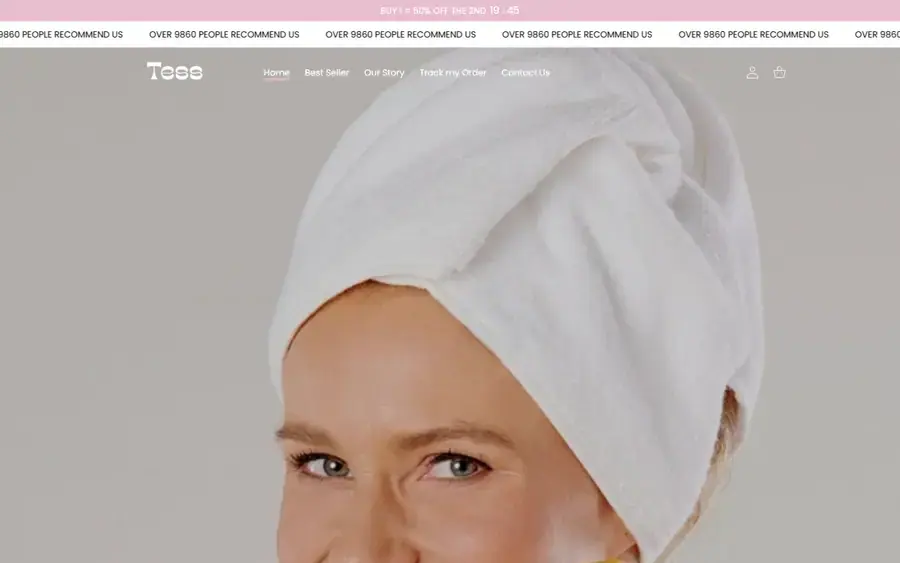 BUY 1 = 50% OFF THE 2ND 19 : 45
9860 PEOPLE RECOMMEND US OVER 9860 PEOPLE RECOMMEND US OVER 9860 PEOPLE RECOMMEND US OVER 9860 PEOPLE RECOMMEND US OVER 9860 PEOPLE RECOMMEND US OVER 9860
Tess Home Best Seller Our Story Track my Order Contact Us